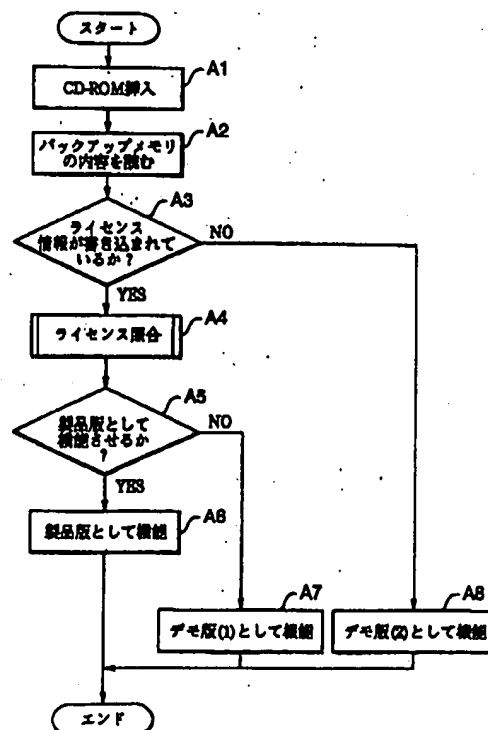 スタート
A1
CD-ROM挿入
A2
バックアップメモリ
の内容を読む
A3
ライセンス
情報が書き込まれて
いるか？
NO
YES
A4
ライセンス照合
A5
製品版として
機能させるか
？
NO
YES
A6
製品版として機能
A7
デモ版(1)として機能
A8
デモ版(2)として機能
エンド